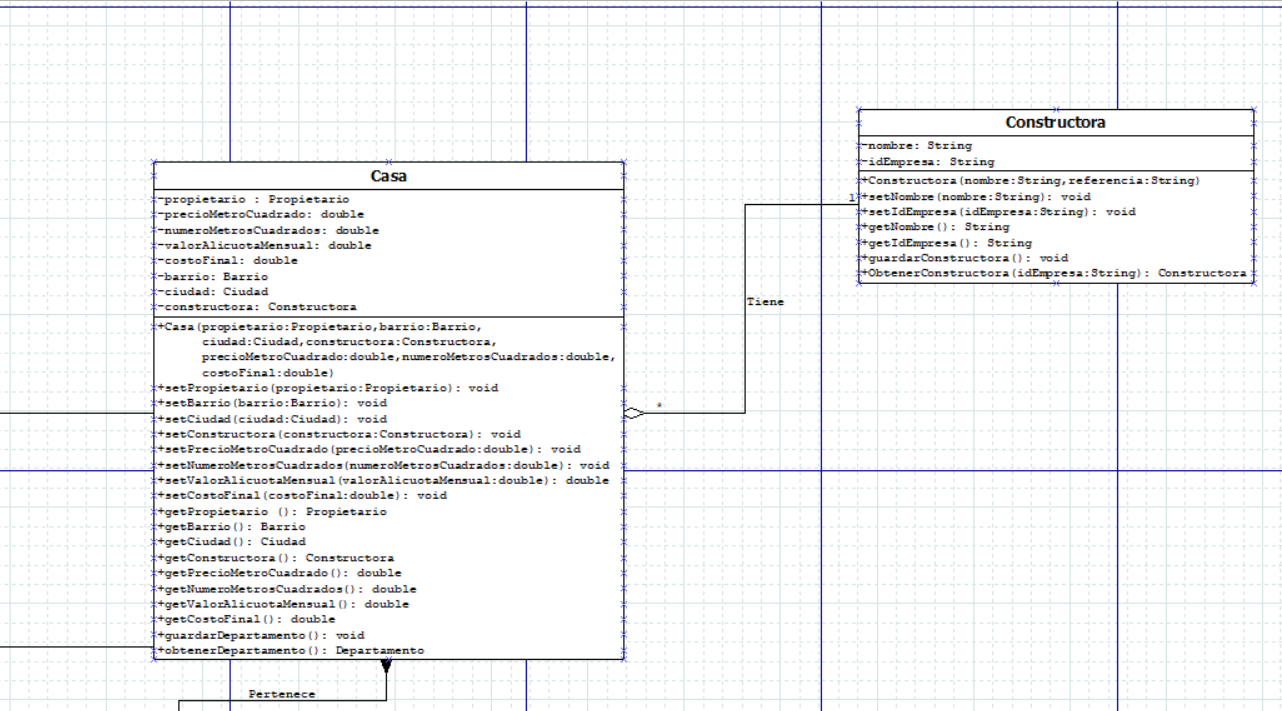 Casa
-propietario : Propietario
-precioMetroCuadrado: double
-numeroMetrosCuadrados: double
-valorAlicuotaMensual: double
-costoFinal: double
-barrio: Barrio
-ciudad: Ciudad
-constructora: Constructora
+Casa(propietario:Propietario,barrio:Barrio,
ciudad:Ciudad,constructora:Constructora,
precioMetroCuadrado:double,numeroMetrosCuadrados:double,
costoFinal:double)
+setPropietario(propietario:Propietario): void
+setBarrio(barrio:Barrio): void
+setCiudad(ciudad:Ciudad): void
+setConstructora(constructora:Constructora): void
+setPrecioMetroCuadrado(precioMetroCuadrado:double): void
+setNumeroMetrosCuadrados(numeroMetrosCuadrados:double): void
+setValorAlicuotaMensual(valorAlicuotaMensual:double): double
+setCostoFinal(costoFinal:double): void
+getPropietario (): Propietario
+getBarrio(): Barrio
+getCiudad(): Ciudad
+getConstructora(): Constructora
+getPrecioMetroCuadrado(): double
+getNumeroMetrosCuadrados(): double
+getValorAlicuotaMensual(): double
+getCostoFinal(): double
+guardarDepartamento(): void
+obtenerDepartamento(): Departamento
Pertenece
*
Tiene
1
Constructora
-nombre: String
-idEmpresa: String
+Constructora(nombre:String,referencia:String)
+setNombre(nombre:String): void
+setIdEmpresa(idEmpresa:String): void
+getNombre(): String
+getIdEmpresa(): String
+guardarConstructora(): void
+ObtenerConstructora(idEmpresa:String): Constructora